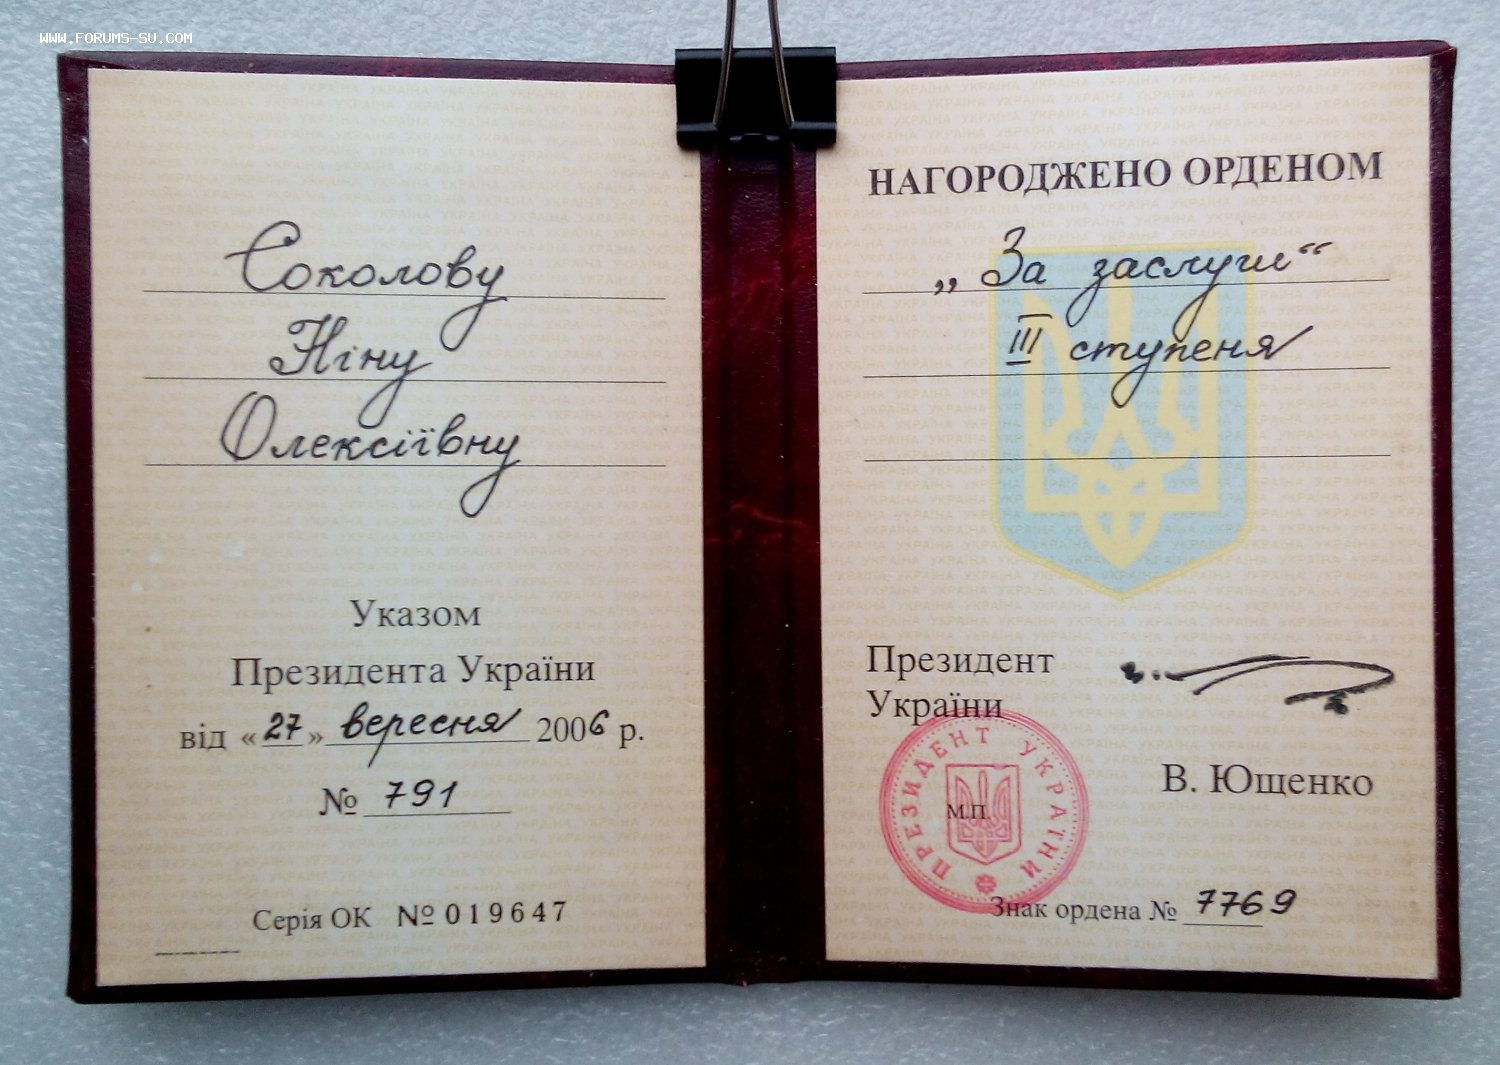 WWW.FORUMS-SU.COM
Соколову
Ніну
Олексіївну
Указом
Президента України
від «27» вересня 2006 р.
№ 791
Серія ОК № 019647
НАГОРОДЖЕНО ОРДЕНОМ
„За заслуги“
III ступеня
Президент
України
В. Ющенко
ПРЕЗИДЕНТ УКРАЇНИ
М.П.
Знак ордена № 7769